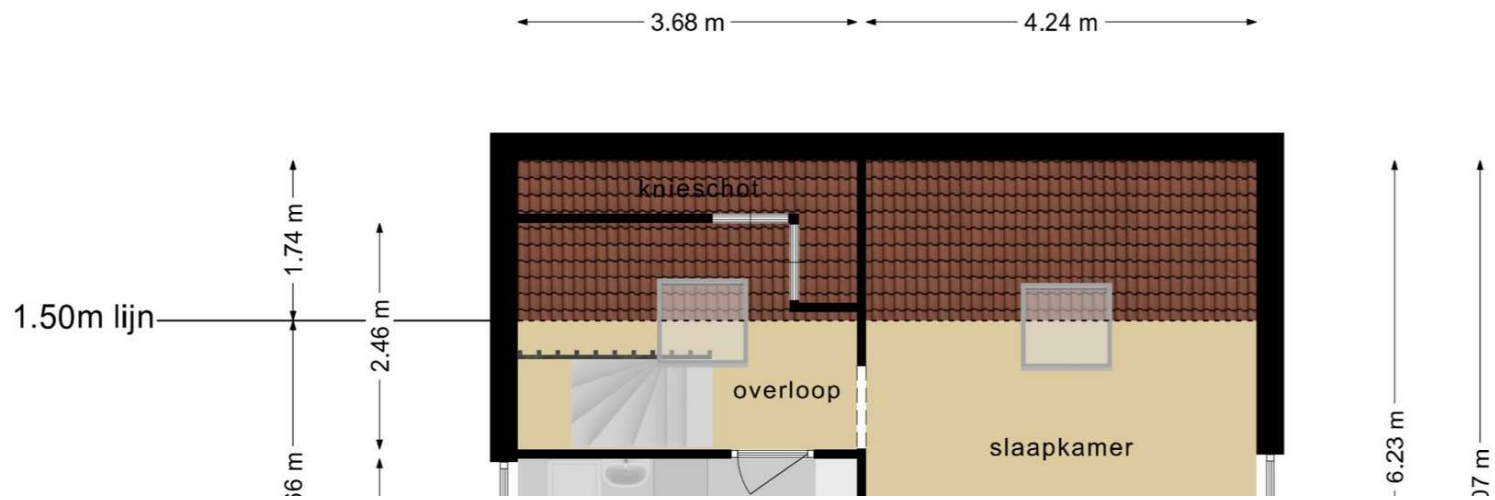 3.68 m
4.24 m
knieschot
1.74 m
1.50m lijn
2.46 m
overloop
slaapkamer
6.23 m